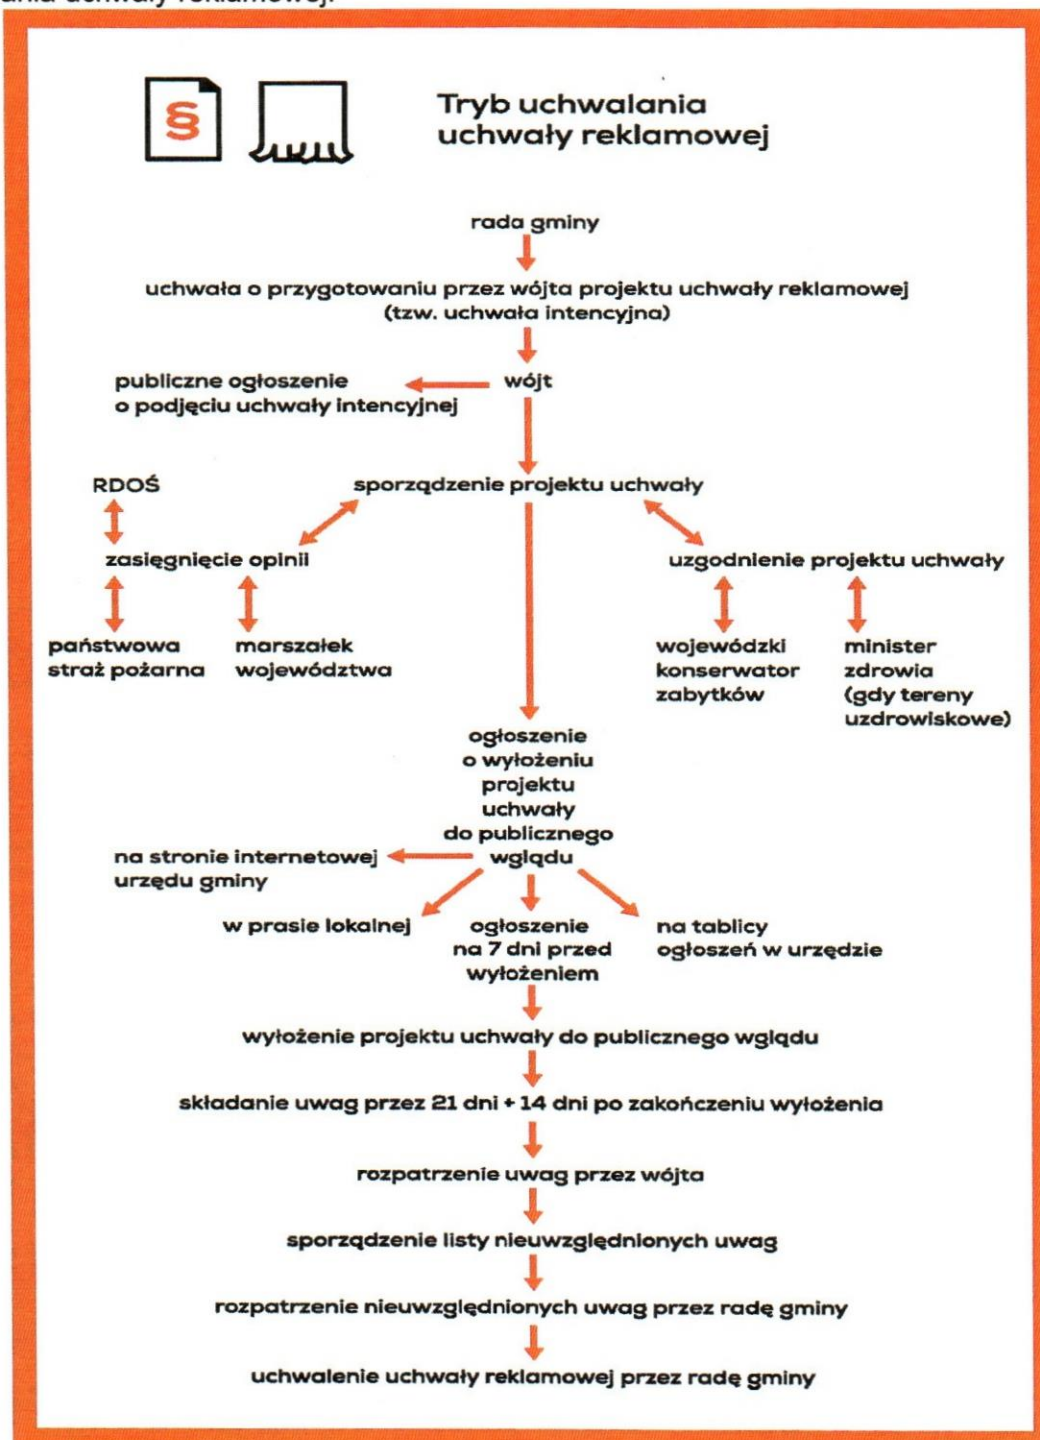 ania uchwały reklamowej.
§
Tryb uchwalania
uchwały reklamowej
rada gminy
uchwała o przygotowaniu przez wójta projektu uchwały reklamowej
(tzw. uchwała intencyjna)
publiczne ogłoszenie
o podjęciu uchwały intencyjnej
wójt
RDOŚ
sporządzenie projektu uchwały
zasięgnięcie opinii
uzgodnienie projektu uchwały
państwowa
straż pożarna
marszałek
województwa
wojewódzki
konserwator
zabytków
minister
zdrowia
(gdy tereny
uzdrowiskowe)
ogłoszenie
o wyłożeniu
projektu
uchwały
do publicznego
wglądu
na stronie internetowej
urzędu gminy
w prasie lokalnej
ogłoszenie
na 7 dni przed
wyłożeniem
na tablicy
ogłoszeń w urzędzie
wyłożenie projektu uchwały do publicznego wglądu
składanie uwag przez 21 dni + 14 dni po zakończeniu wyłożenia
rozpatrzenie uwag przez wójta
sporządzenie listy nieuwzględnionych uwag
rozpatrzenie nieuwzględnionych uwag przez radę gminy
uchwalenie uchwały reklamowej przez radę gminy